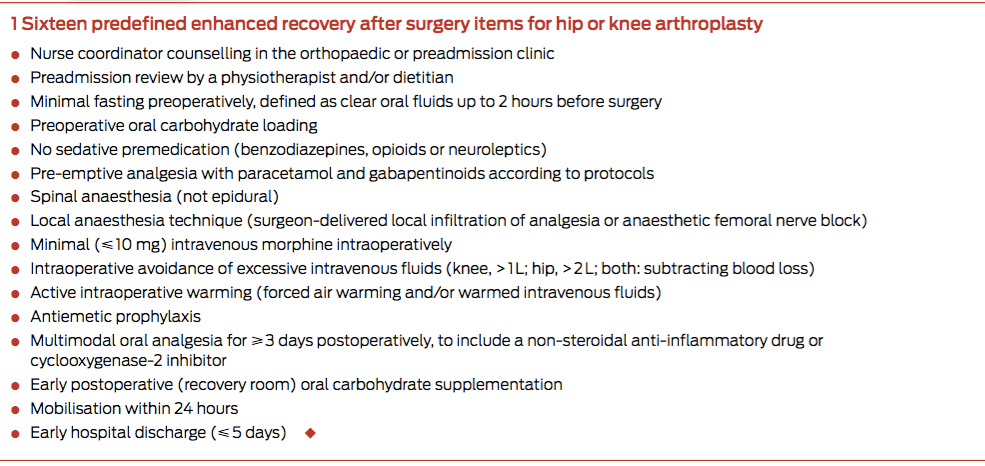 1 Sixteen predefined enhanced recovery after surgery items for hip or knee arthroplasty
● Nurse coordinator counselling in the orthopaedic or preadmission clinic
● Preadmission review by a physiotherapist and/or dietitian
● Minimal fasting preoperatively, defined as clear oral fluids up to 2 hours before surgery
● Preoperative oral carbohydrate loading
● No sedative premedication (benzodiazepines, opioids or neuroleptics)
● Pre-emptive analgesia with paracetamol and gabapentinoids according to protocols
● Spinal anaesthesia (not epidural)
● Local anaesthesia technique (surgeon-delivered local infiltration of analgesia or anaesthetic femoral nerve block)
● Minimal (⩽10 mg) intravenous morphine intraoperatively
● Intraoperative avoidance of excessive intravenous fluids (knee, >1L; hip, >2L; both: subtracting blood loss)
● Active intraoperative warming (forced air warming and/or warmed intravenous fluids)
● Antiemetic prophylaxis
● Multimodal oral analgesia for ⩾3 days postoperatively, to include a non-steroidal anti-inflammatory drug or
cyclooxygenase-2 inhibitor
● Early postoperative (recovery room) oral carbohydrate supplementation
● Mobilisation within 24 hours
● Early hospital discharge (⩽5 days) ◆